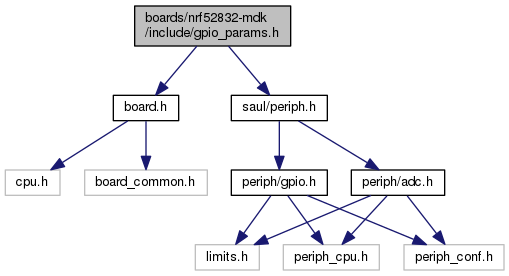 boards/nrf52832-mdk
/include/gpio_params.h
board.h
saul/periph.h
cpu.h
board_common.h
periph/gpio.h
periph/adc.h
limits.h
periph_cpu.h
periph_conf.h